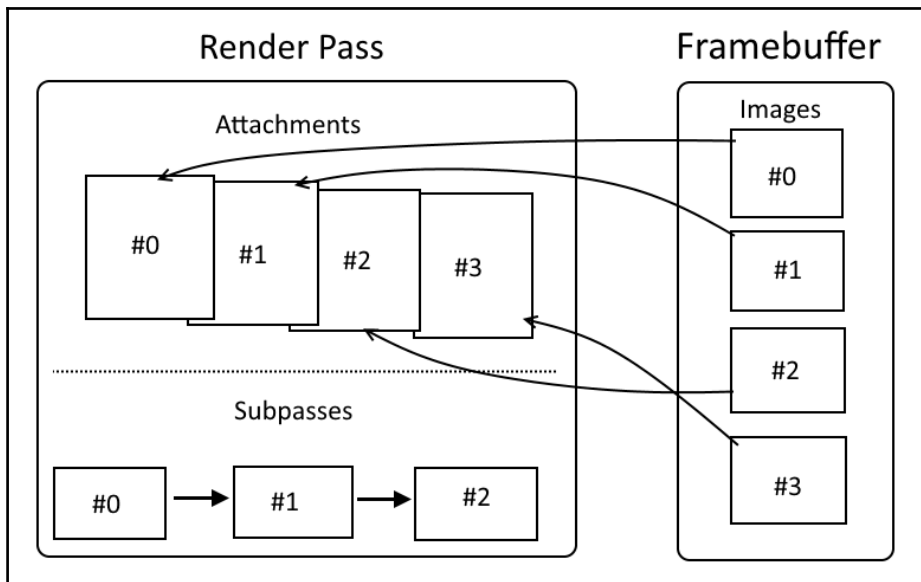 Render Pass
Framebuffer
Attachments
#0
#1
#2
#3
Subpasses
#0
#1
#2
Images
#0
#1
#2
#3